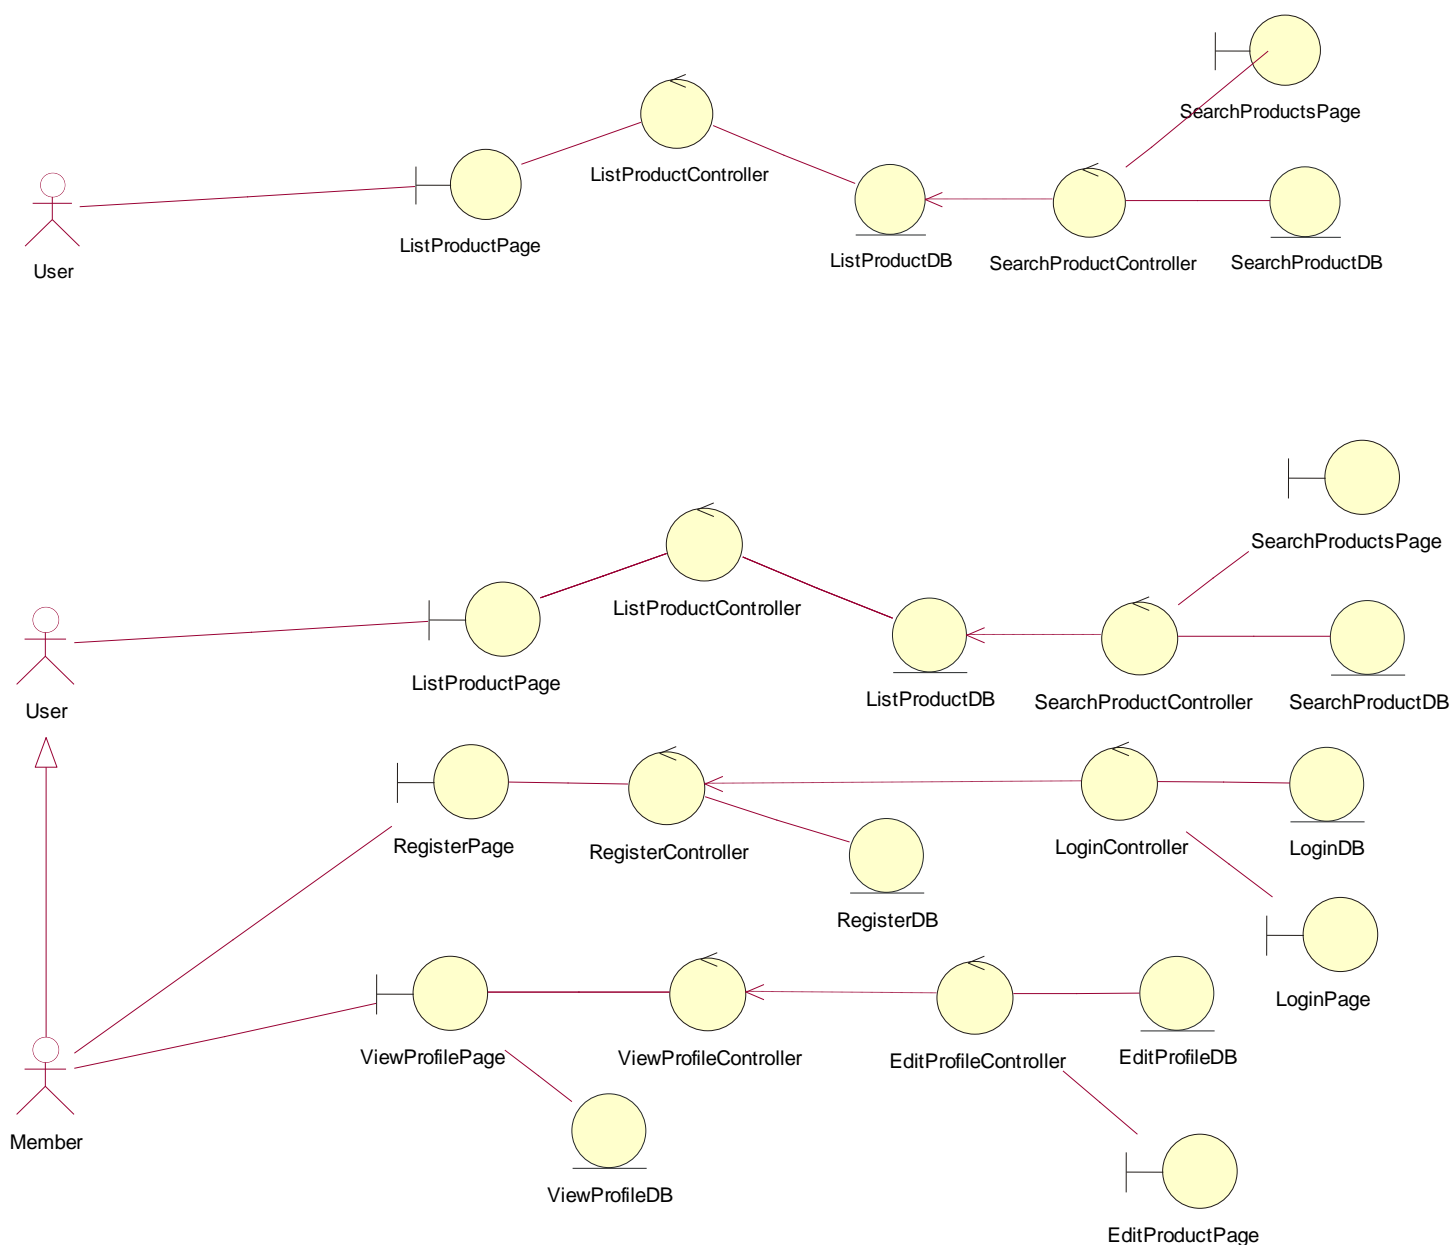 SearchProductsPage
ListProductController
ListProductPage
ListProductDB
SearchProductController
SearchProductDB
User
SearchProductsPage
ListProductController
ListProductPage
ListProductDB
SearchProductController
SearchProductDB
User
RegisterPage
RegisterController
LoginController
LoginDB
RegisterDB
LoginPage
ViewProfilePage
ViewProfileController
EditProfileController
EditProfileDB
Member
ViewProfileDB
EditProductPage